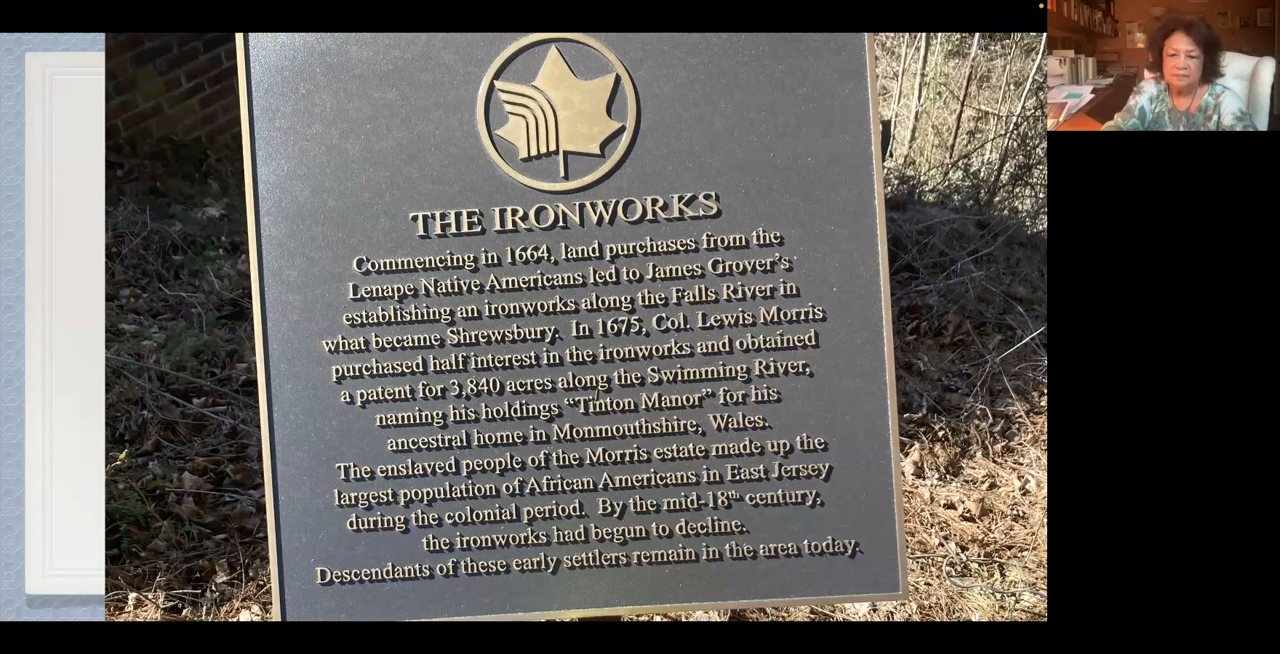 THE IRONWORKS
Commencing in 1664, land purchases from the
Lenape Native Americans led to James Grover's
establishing an ironworks along the Falls River in
what became Shrewsbury. In 1675, Col. Lewis Morris
purchased half interest in the ironworks and obtained
a patent for 3,840 acres along the Swimming River,
naming his holdings “Tinton Manor” for his
ancestral home in Monmouthshire, Wales.
The enslaved people of the Morris estate made up the
largest population of African Americans in East Jersey
during the colonial period. By the mid-18th century,
the ironworks had begun to decline.
Descendants of these early settlers remain in the area today.